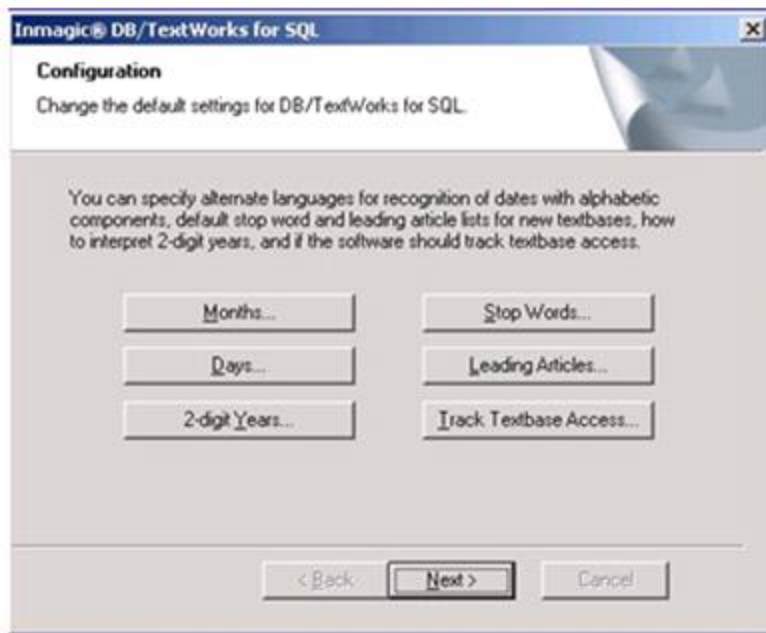 Inmagic® DB/TextWorks for SQL
Configuration
Change the default settings for DB/TextWorks for SQL.
You can specify alternate languages for recognition of dates with alphabetic
components, default stop word and leading article lists for new textbases, how
to interpret 2-digit years, and if the software should track textbase access.
Months... Stop Words...
Days... Leading Articles...
2-digit Years... Track Textbase Access...
< Back Next > Cancel